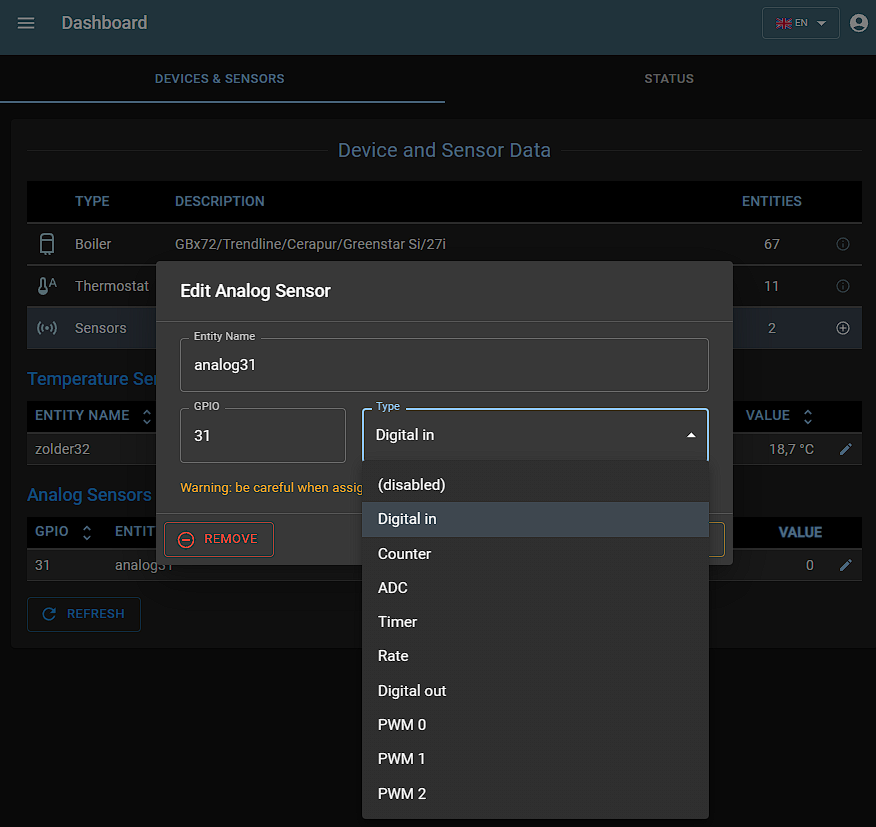 Dashboard
EN
DEVICES & SENSORS
STATUS
Device and Sensor Data
TYPE DESCRIPTION ENTITIES
Boiler GBx72/Trendline/Cerapur/Greenstar Si/27i 67
Thermostat 11
Sensors 2
Edit Analog Sensor
Entity Name
analog31
GPIO
31
Type
Digital in
Warning: be careful when assig
REMOVE
(disabled)
Digital in
Counter
ADC
Timer
Rate
Digital out
PWM 0
PWM 1
PWM 2
Temperature Se
ENTITY NAME VALUE
zolder32 18,7 °C
Analog Sensors
GPIO ENTIT VALUE
31 analog31 0
REFRESH